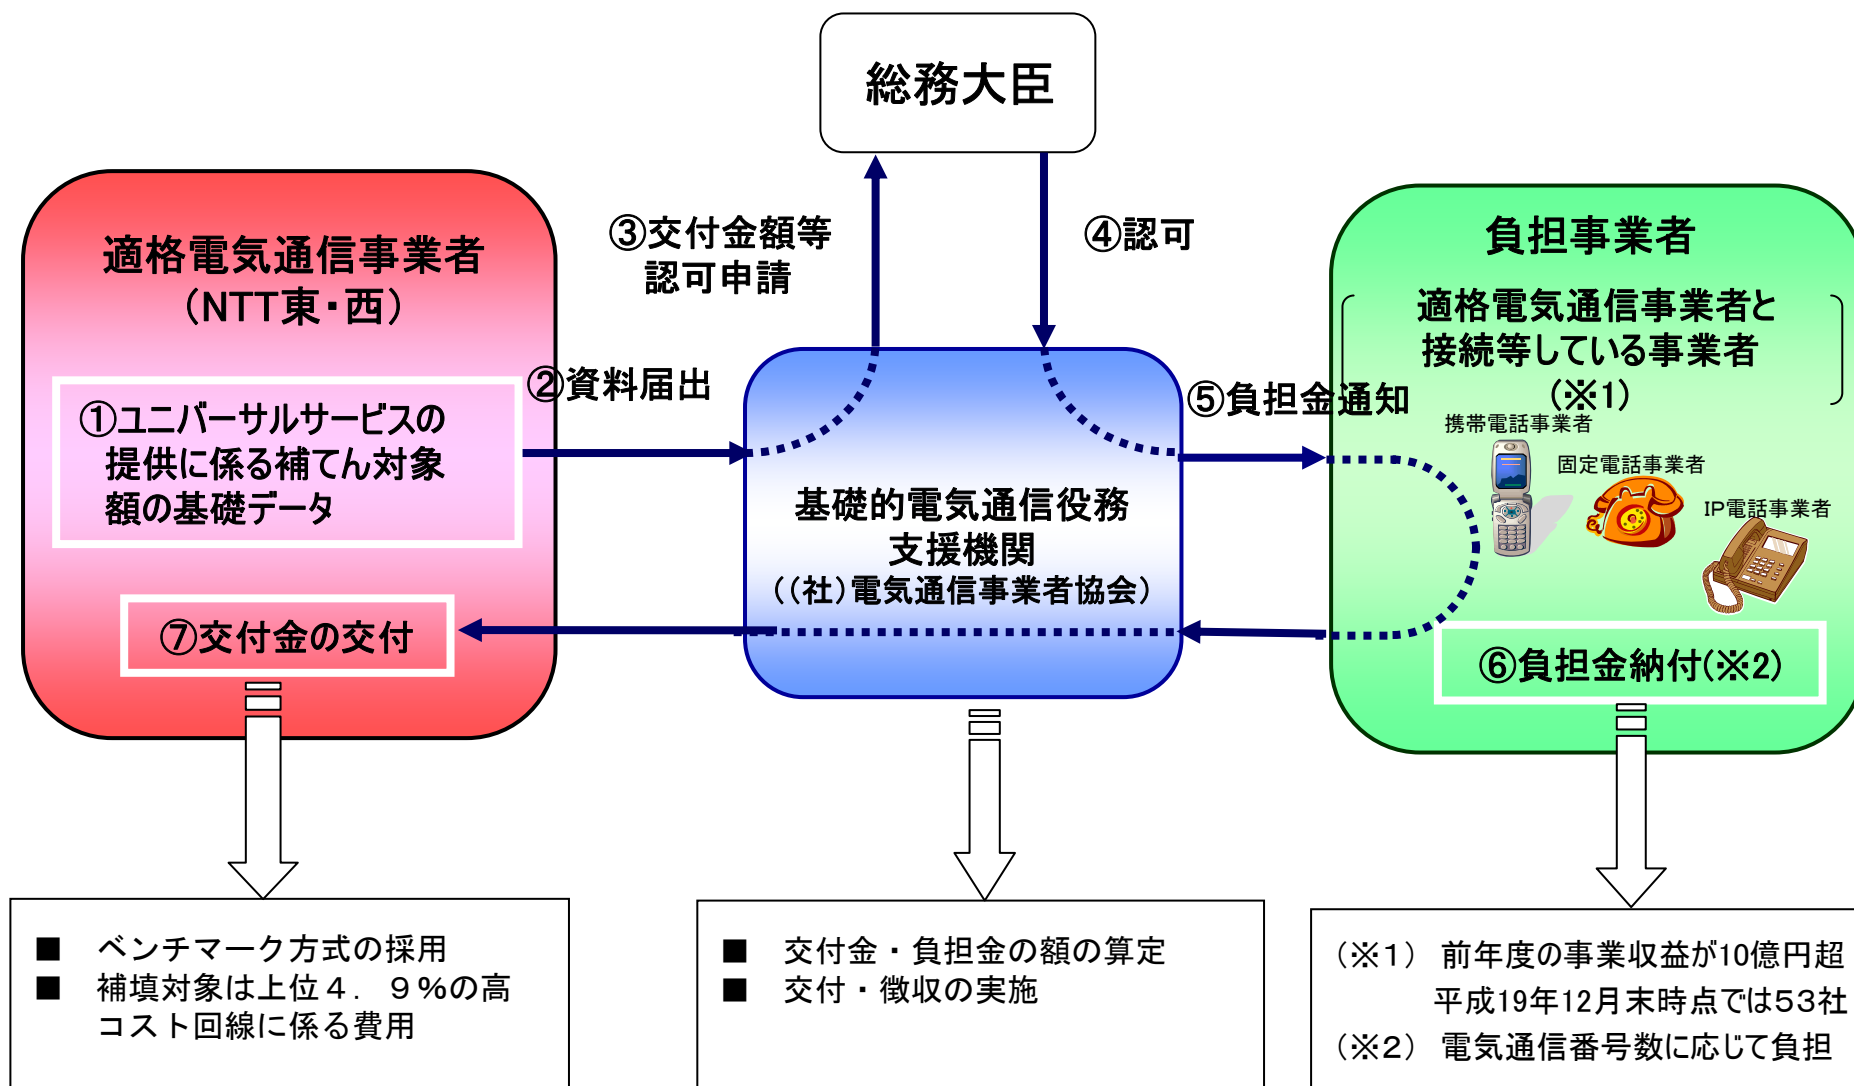 総務大臣
適格電気通信事業者
(NTT東・西)
①ユニバーサルサービスの
提供に係る補てん対象
額の基礎データ
②資料届出
③交付金額等
認可申請
④認可
基礎的電気通信役務
支援機関
((社)電気通信事業者協会)
⑤負担金通知
負担事業者
適格電気通信事業者と
接続等している事業者
(※1)
携帯電話事業者
固定電話事業者
IP電話事業者
⑥負担金納付(※2)
⑦交付金の交付
■ ベンチマーク方式の採用
■ 補填対象は上位4.9%の高
コスト回線に係る費用
■ 交付金・負担金の額の算定
■ 交付・徴収の実施
(※1) 前年度の事業収益が10億円超
平成19年12月末時点では53社
(※2) 電気通信番号数に応じて負担